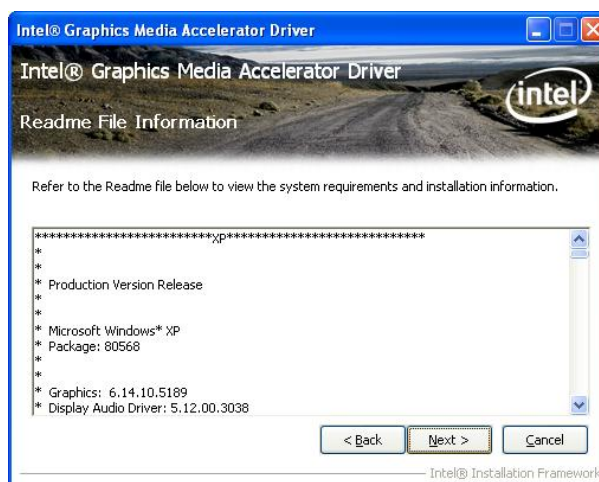 Intel® Graphics Media Accelerator Driver
Intel® Graphics Media Accelerator Driver
intel
Readme File Information
Refer to the Readme file below to view the system requirements and installation information.
**************************XP*****************************
*
*
* Production Version Release
*
*
* Microsoft Windows* XP
* Package: 80568
*
*
* Graphics: 6.14.10.5189
* Display Audio Driver: 5.12.00.3038
< Back Next > Cancel
Intel® Installation Framework